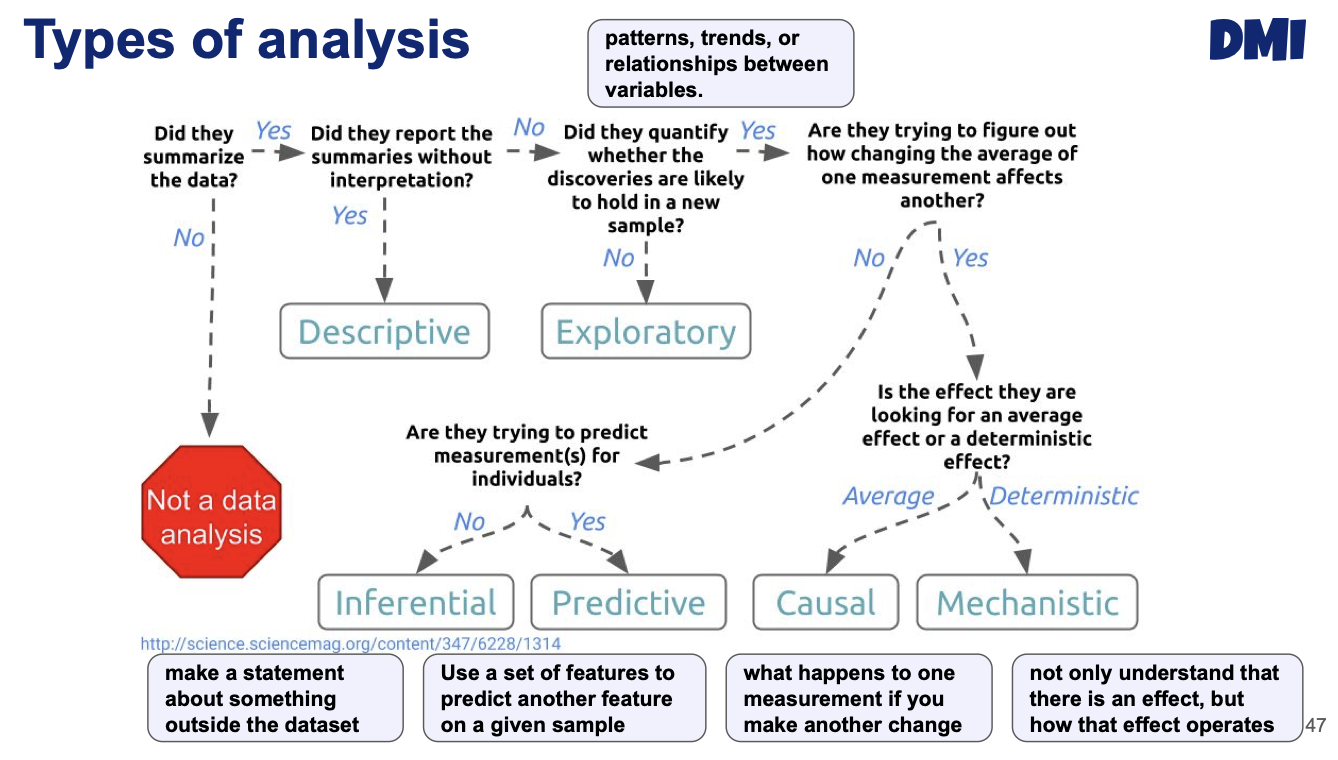 Types of analysis
DMI
patterns, trends, or
relationships between
variables.
Did they
summarize
the data?
Yes
Did they report the
summaries without
interpretation?
No
Did they quantify
whether the
discoveries are likely
to hold in a new
sample?
Yes
Are they trying to figure out
how changing the average of
one measurement affects
another?
No
Yes
No
No
Yes
Descriptive
Exploratory
Is the effect they are
looking for an average
effect or a deterministic
effect?
Are they trying to predict
measurement(s) for
individuals?
Not a data
analysis
No
Yes
Average
Deterministic
Inferential
Predictive
Causal
Mechanistic
http://science.sciencemag.org/content/347/6228/1314
make a statement
about something
outside the dataset
Use a set of features to
predict another feature
on a given sample
what happens to one
measurement if you
make another change
not only understand that
there is an effect, but
how that effect operates
47